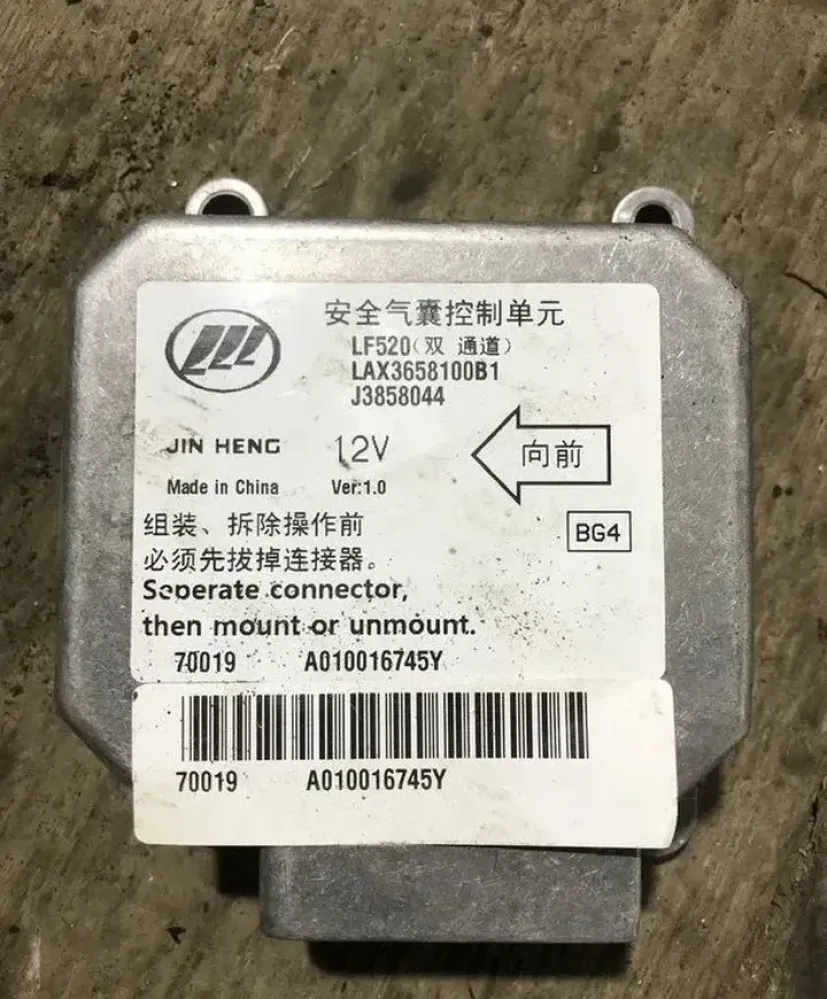 安全气囊控制单元
LF520(双 通道)
LAX3658100B1
J3858044
JIN HENG 12V
向前
Made in China Ver:1.0
组装、拆除操作前
BG4
必须先拔掉连接器。
Seperate connector,
then mount or unmount.
70019 A010016745Y
70019 A010016745Y